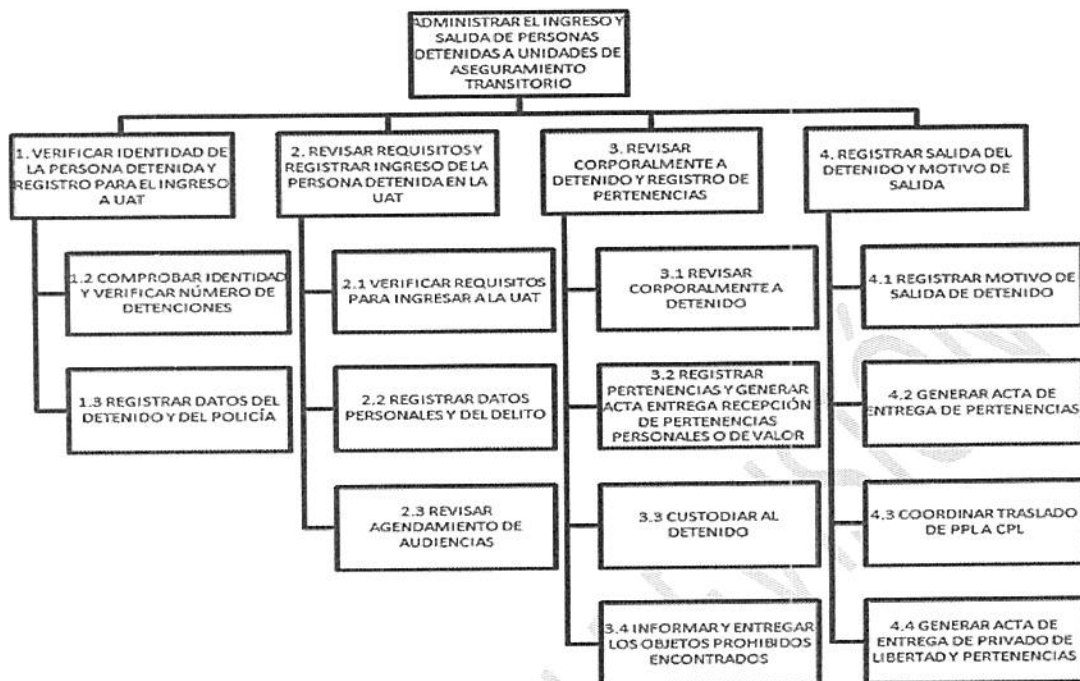 ADMINISTRAR EL INGRESO Y
SALIDA DE PERSONAS
DETENIDAS A UNIDADES DE
ASEGURAMIENTO
TRANSITORIO
1. VERIFICAR IDENTIDAD DE
LA PERSONA DETENIDA Y
REGISTRO PARA EL INGRESO
A UAT
1.2 COMPROBAR IDENTIDAD
Y VERIFICAR NÚMERO DE
DETENCIONES
1.3 REGISTRAR DATOS DEL
DETENIDO Y DEL POLICÍA
2. REVISAR REQUISITOS Y
REGISTRAR INGRESO DE LA
PERSONA DETENIDA EN LA
UAT
2.1 VERIFICAR REQUISITOS
PARA INGRESAR A LA UAT
2.2 REGISTRAR DATOS
PERSONALES Y DEL DELITO
2.3 REVISAR
AGENDAMIENTO DE
AUDIENCIAS
3. REVISAR
CORPORALMENTE A
DETENIDO Y REGISTRO DE
PERTENENCIAS
3.1 REVISAR
CORPORALMENTE A
DETENIDO
3.2 REGISTRAR
PERTENENCIAS Y GENERAR
ACTA ENTREGA RECEPCIÓN
DE PERTENENCIAS
PERSONALES O DE VALOR
3.3 CUSTODIAR AL
DETENIDO
3.4 INFORMAR Y ENTREGAR
LOS OBJETOS PROHIBIDOS
ENCONTRADOS
4. REGISTRAR SALIDA DEL
DETENIDO Y MOTIVO DE
SALIDA
4.1 REGISTRAR MOTIVO DE
SALIDA DE DETENIDO
4.2 GENERAR ACTA DE
ENTREGA DE PERTENENCIAS
4.3 COORDINAR TRASLADO
DE PPL A CPL
4.4 GENERAR ACTA DE
ENTREGA DE PRIVADO DE
LIBERTAD Y PERTENENCIAS